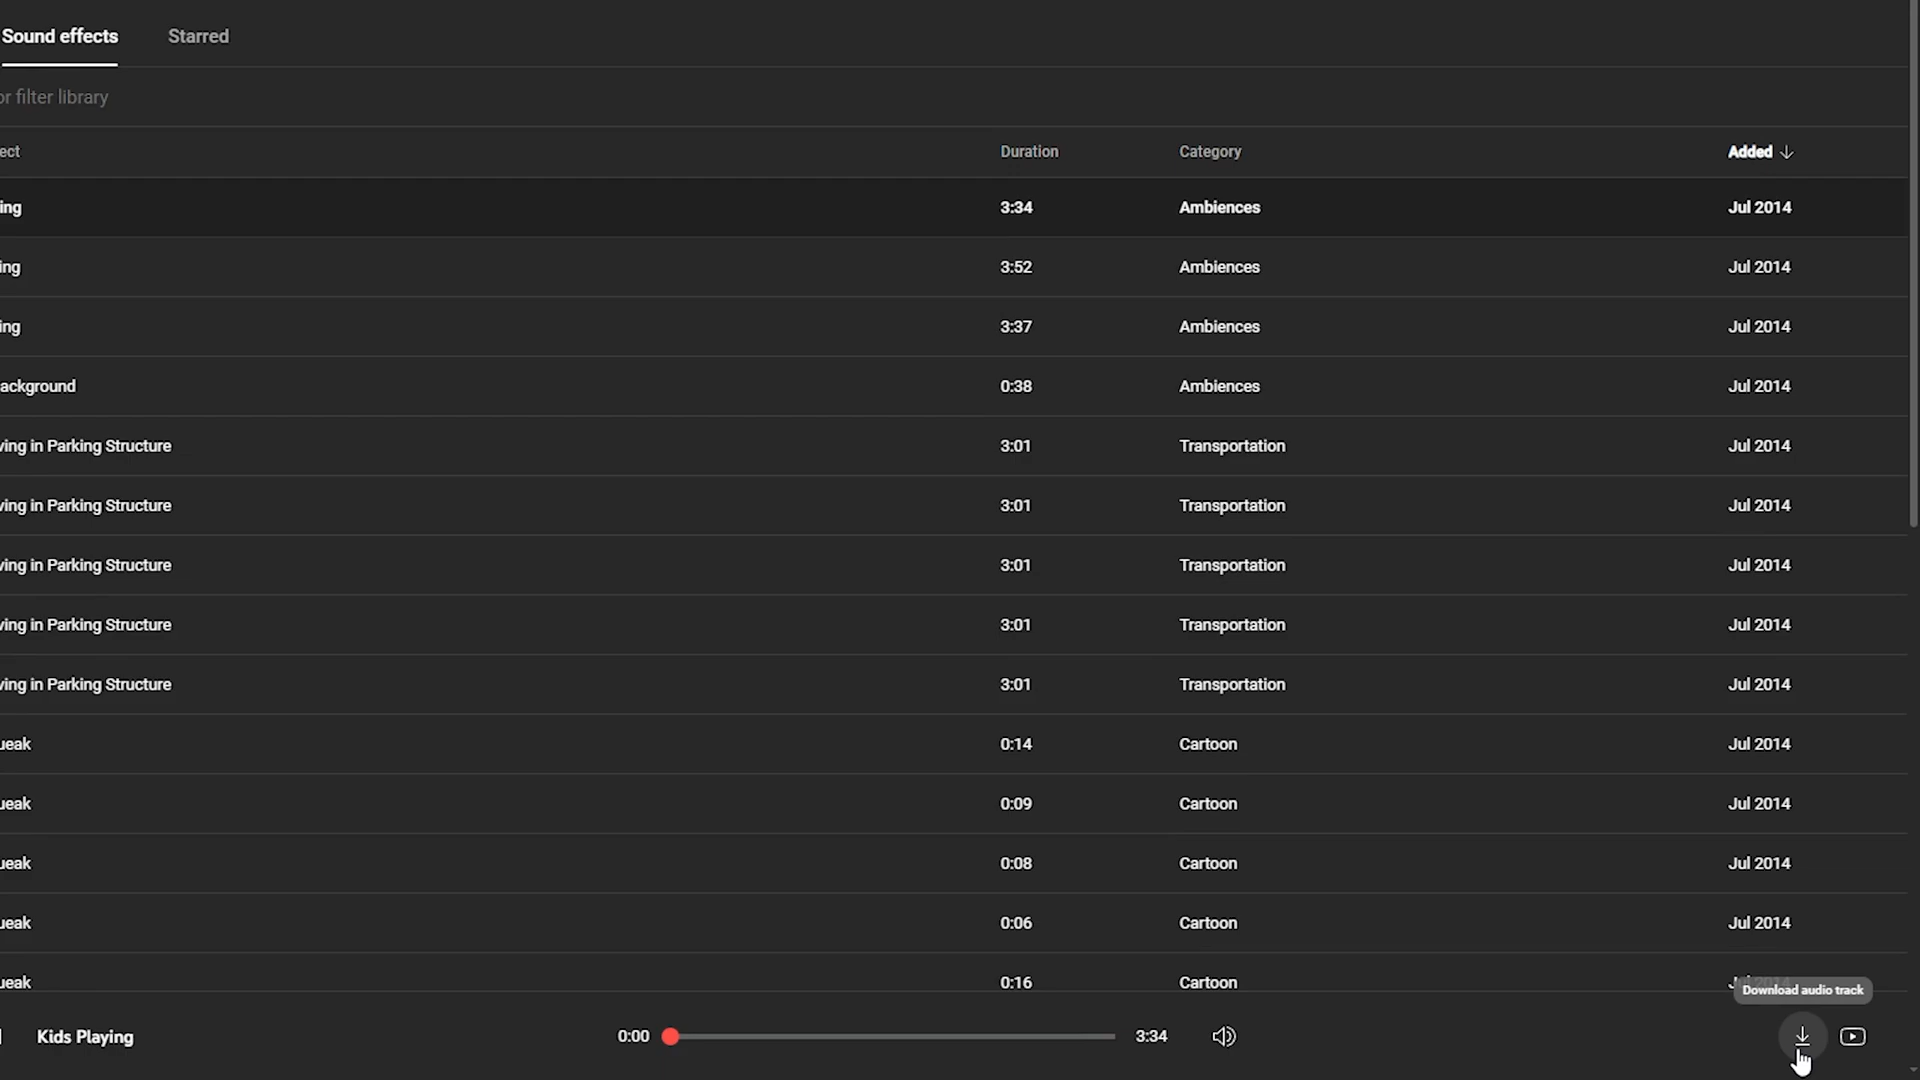 Sound effects Starred
or filter library
ect Duration Category Added
ing 3:34 Ambiences Jul 2014
ing 3:52 Ambiences Jul 2014
ing 3:37 Ambiences Jul 2014
ackground 0:38 Ambiences Jul 2014
ving in Parking Structure 3:01 Transportation Jul 2014
ving in Parking Structure 3:01 Transportation Jul 2014
ving in Parking Structure 3:01 Transportation Jul 2014
ving in Parking Structure 3:01 Transportation Jul 2014
ving in Parking Structure 3:01 Transportation Jul 2014
ueak 0:14 Cartoon Jul 2014
ueak 0:09 Cartoon Jul 2014
ueak 0:08 Cartoon Jul 2014
ueak 0:06 Cartoon Jul 2014
ueak 0:16 Cartoon
Download audio track
Kids Playing 0:00 3:34